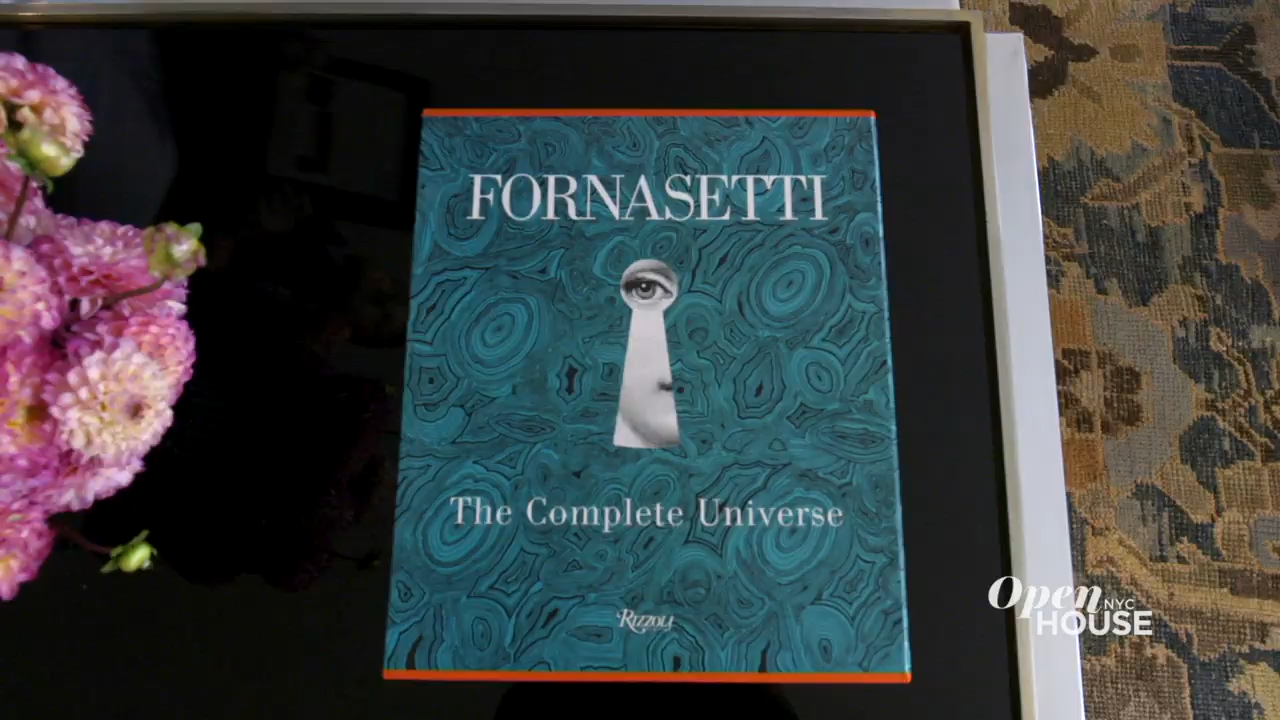 FORNASETTI
The Complete Universe
RIZZOLI
Open NYC
HOUSE